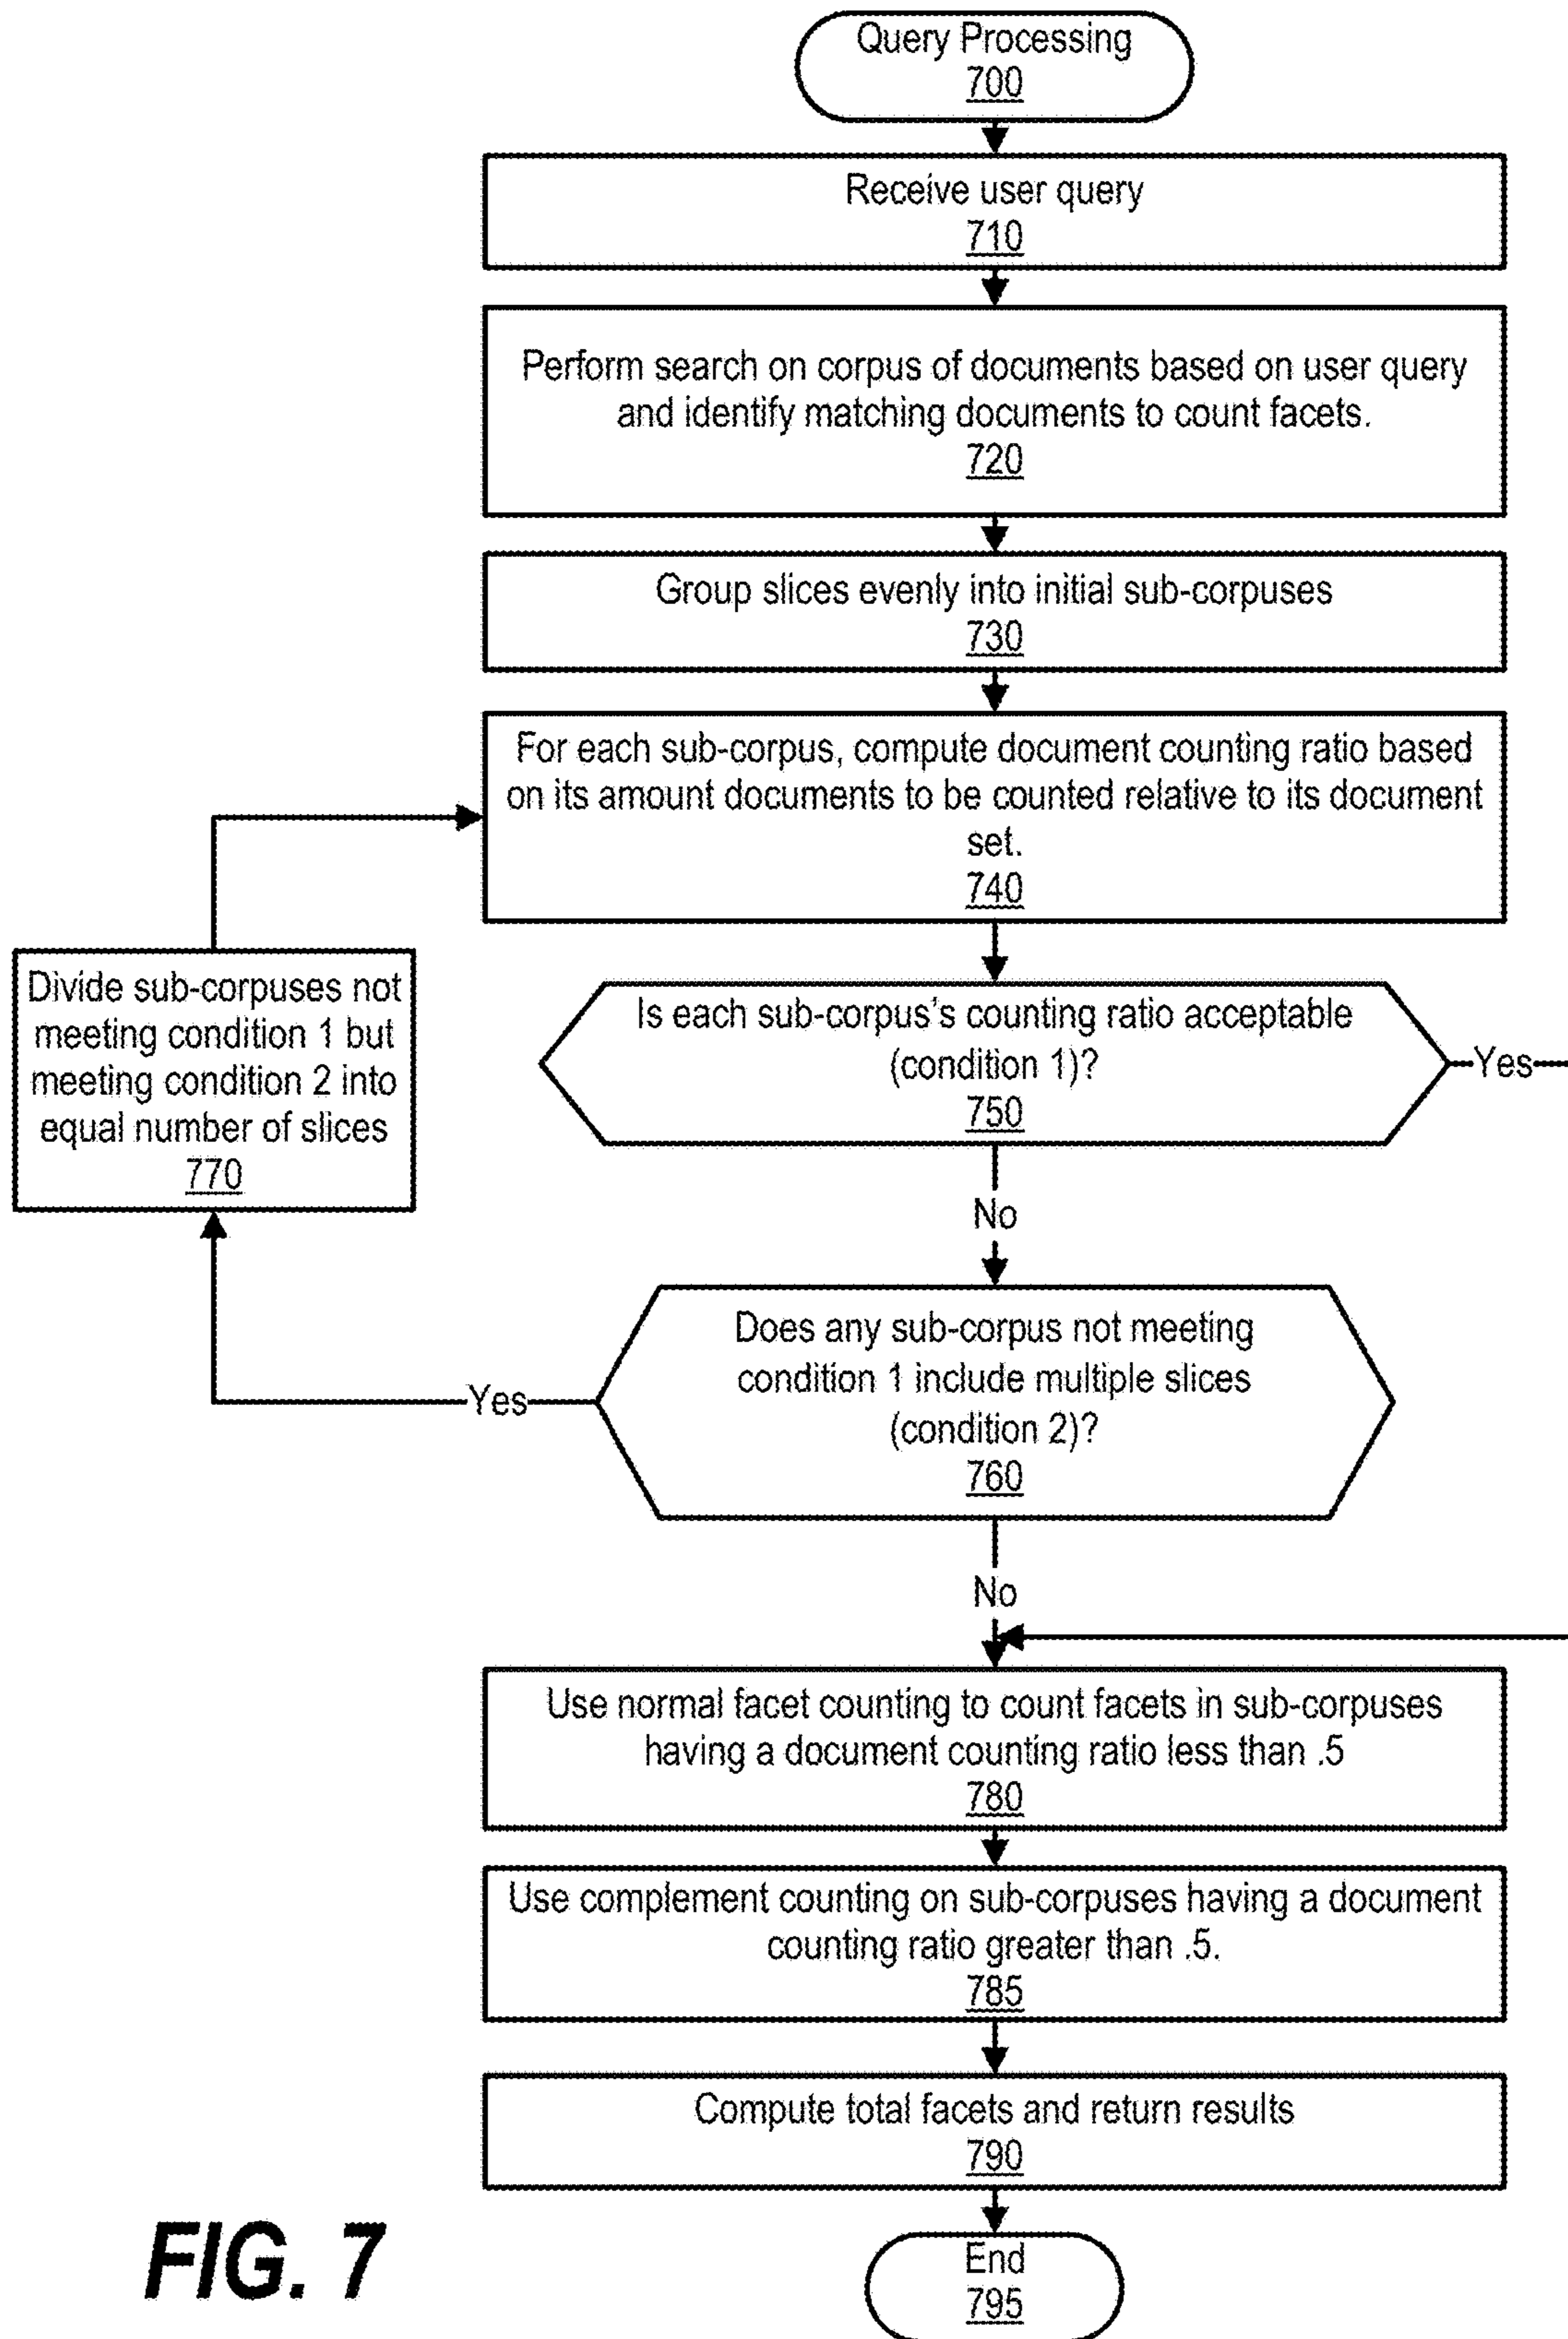 Query Processing
700
Receive user query
710
Perform search on corpus of documents based on user query
and identify matching documents to count facets.
720
Group slices evenly into initial sub-corpuses
730
For each sub-corpus, compute document counting ratio based
on its amount documents to be counted relative to its document
set.
740
Divide sub-corpuses not
meeting condition 1 but
meeting condition 2 into
equal number of slices
770
Is each sub-corpus's counting ratio acceptable
(condition 1)?
750
Yes
No
Does any sub-corpus not meeting
condition 1 include multiple slices
(condition 2)?
760
Yes
No
Use normal facet counting to count facets in sub-corpuses
having a document counting ratio less than .5
780
Use complement counting on sub-corpuses having a document
counting ratio greater than .5.
785
Compute total facets and return results
790
End
795
FIG. 7